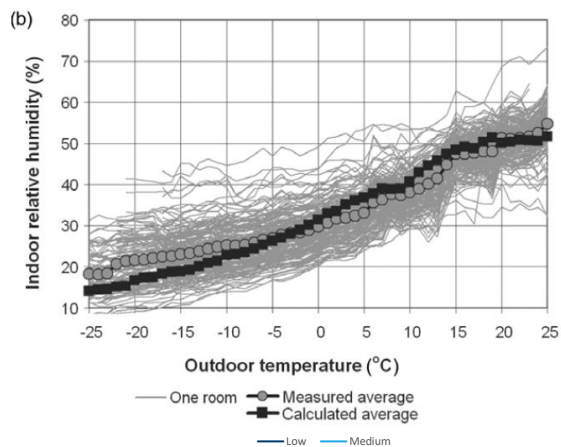 (b)
Indoor relative humidity (%)
80
70
60
50
40
30
20
10
-25 -20 -15 -10 -5 0 5 10 15 20 25
Outdoor temperature (°C)
One room Measured average
Calculated average
Low Medium